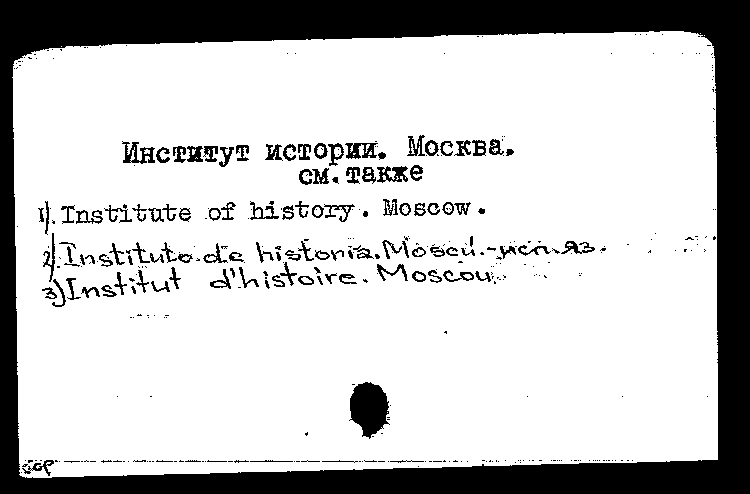 Институт истории. Москва.
см. также
1). Institute of history. Moscow.
2). Instituto de historia. Moscú. - исп. яз.
3) Institut d'histoire. Moscou.